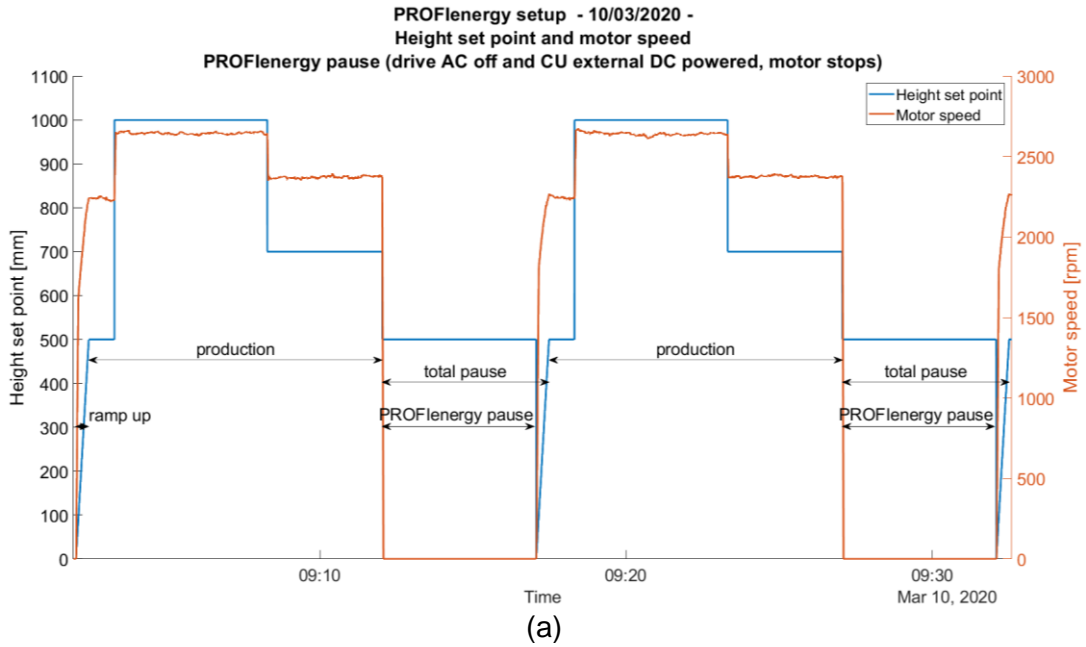 PROFIenergy setup - 10/03/2020 -
Height set point and motor speed
PROFIenergy pause (drive AC off and CU external DC powered, motor stops)
Height set point [mm]
1100
1000
900
800
700
600
500
400
300
200
100
0
Height set point
Motor speed
production
production
total pause
total pause
ramp up
PROFIenergy pause
PROFIenergy pause
3000
2500
2000
1500
1000
500
0
Motor speed [rpm]
09:10
09:20
09:30
Time
Mar 10, 2020
(a)